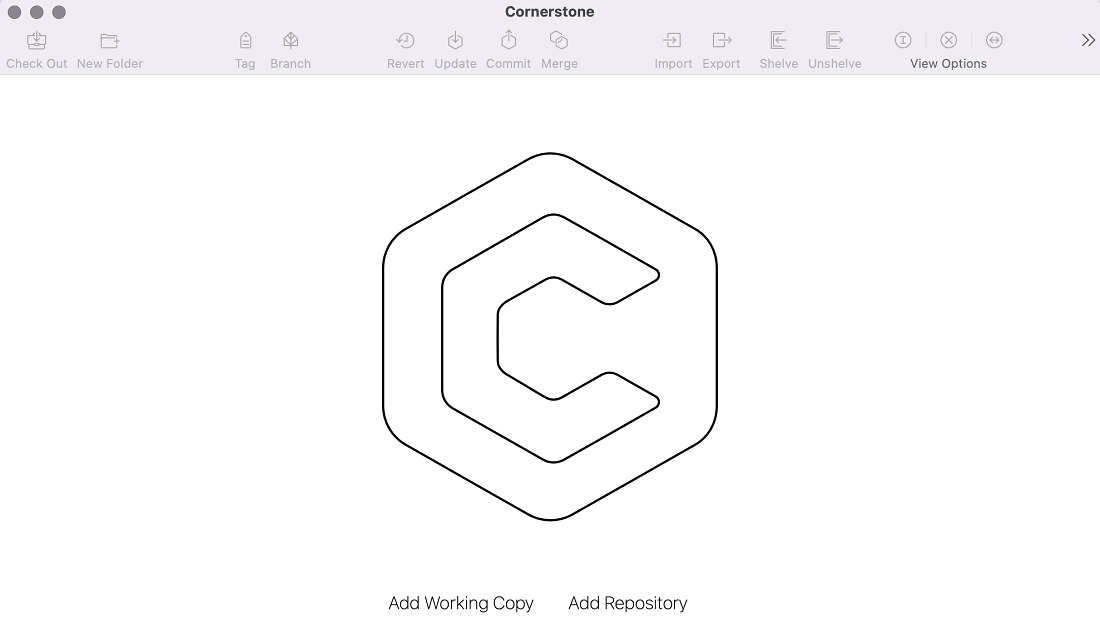 Cornerstone
Check Out New Folder Tag Branch Revert Update Commit Merge Import Export Shelve Unshelve View Options
Add Working Copy Add Repository